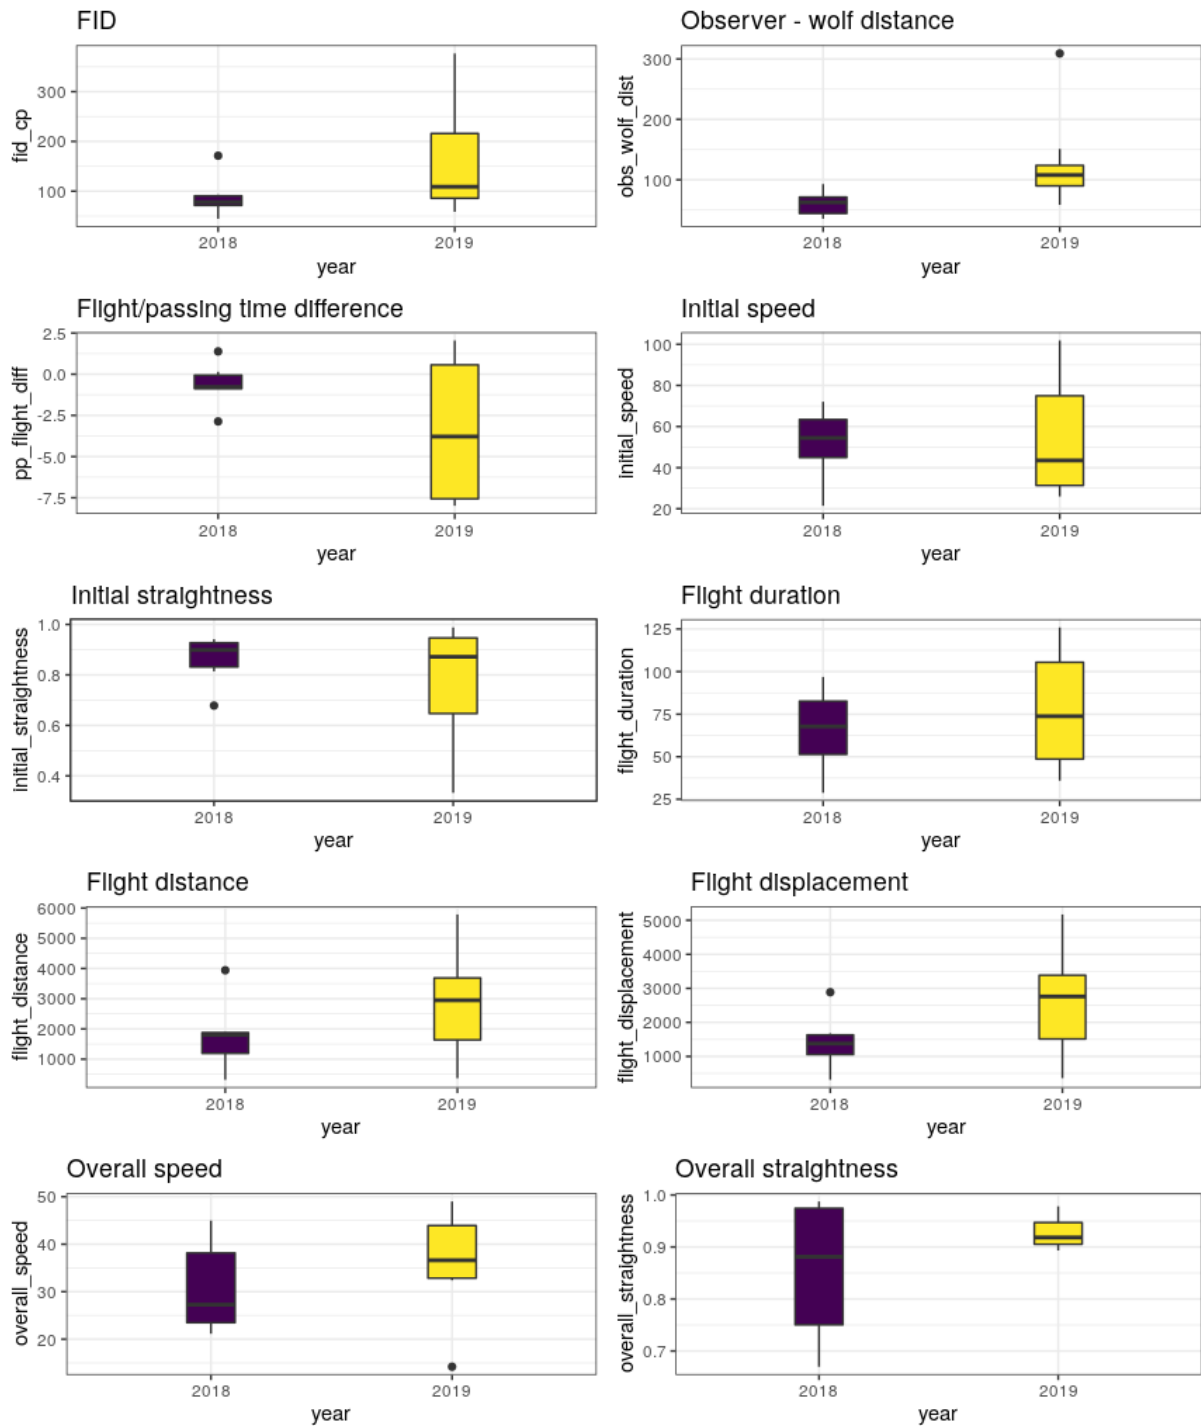 FID
Observer - wolf distance
fid_cp
300
200
100
2018
2019
year
obs_wolf_dist
300
200
100
2018
2019
year
Flight/passing time difference
Initial speed
pp_flight_diff
2.5
0.0
-2.5
-5.0
-7.5
2018
2019
year
initial_speed
100
80
60
40
20
2018
2019
year
Initial straightness
Flight duration
initial_straightness
1.0
0.8
0.6
0.4
2018
2019
year
flight_duration
125
100
75
50
25
2018
2019
year
Flight distance
Flight displacement
flight_distance
6000
5000
4000
3000
2000
1000
2018
2019
year
flight_displacement
5000
4000
3000
2000
1000
2018
2019
year
Overall speed
Overall straightness
overall_speed
50
40
30
20
2018
2019
year
overall_straightness
1.0
0.9
0.8
0.7
2018
2019
year